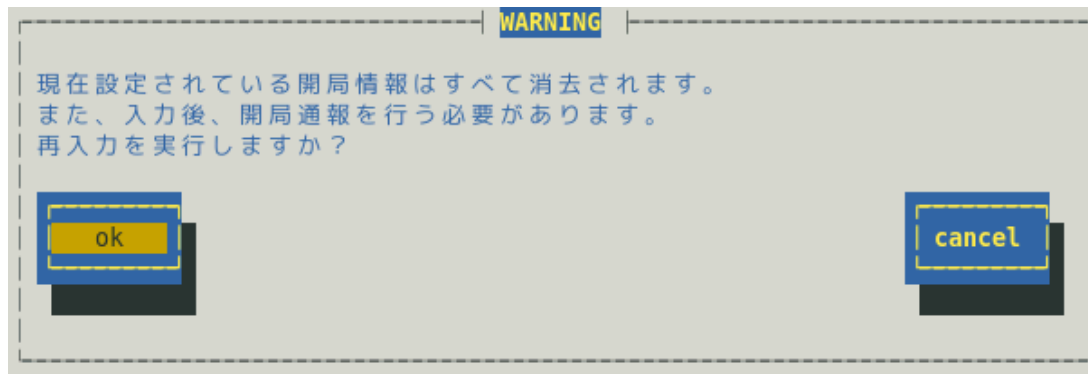 WARNING
現在設定されている開局情報はすべて消去されます。
また、入力後、開局通報を行う必要があります。
再入力を実行しますか？
ok
cancel